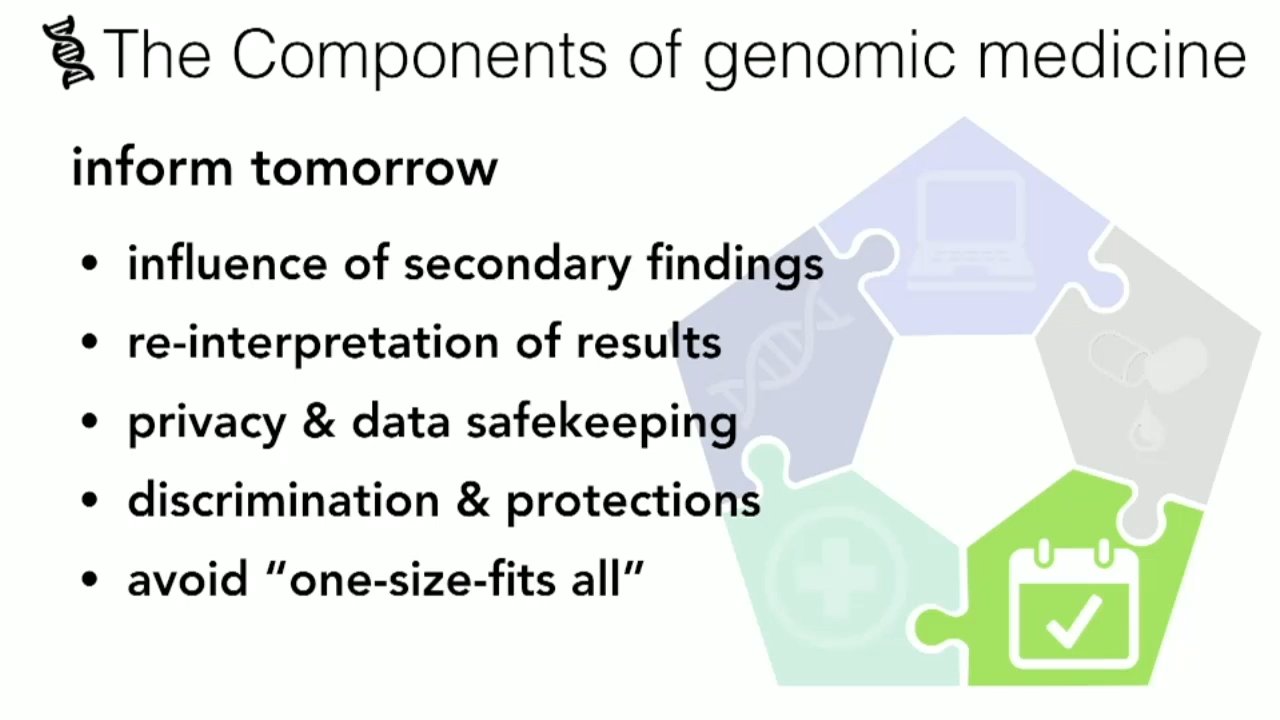 The Components of genomic medicine
inform tomorrow
• influence of secondary findings
• re-interpretation of results
• privacy & data safekeeping
• discrimination & protections
• avoid “one-size-fits all”